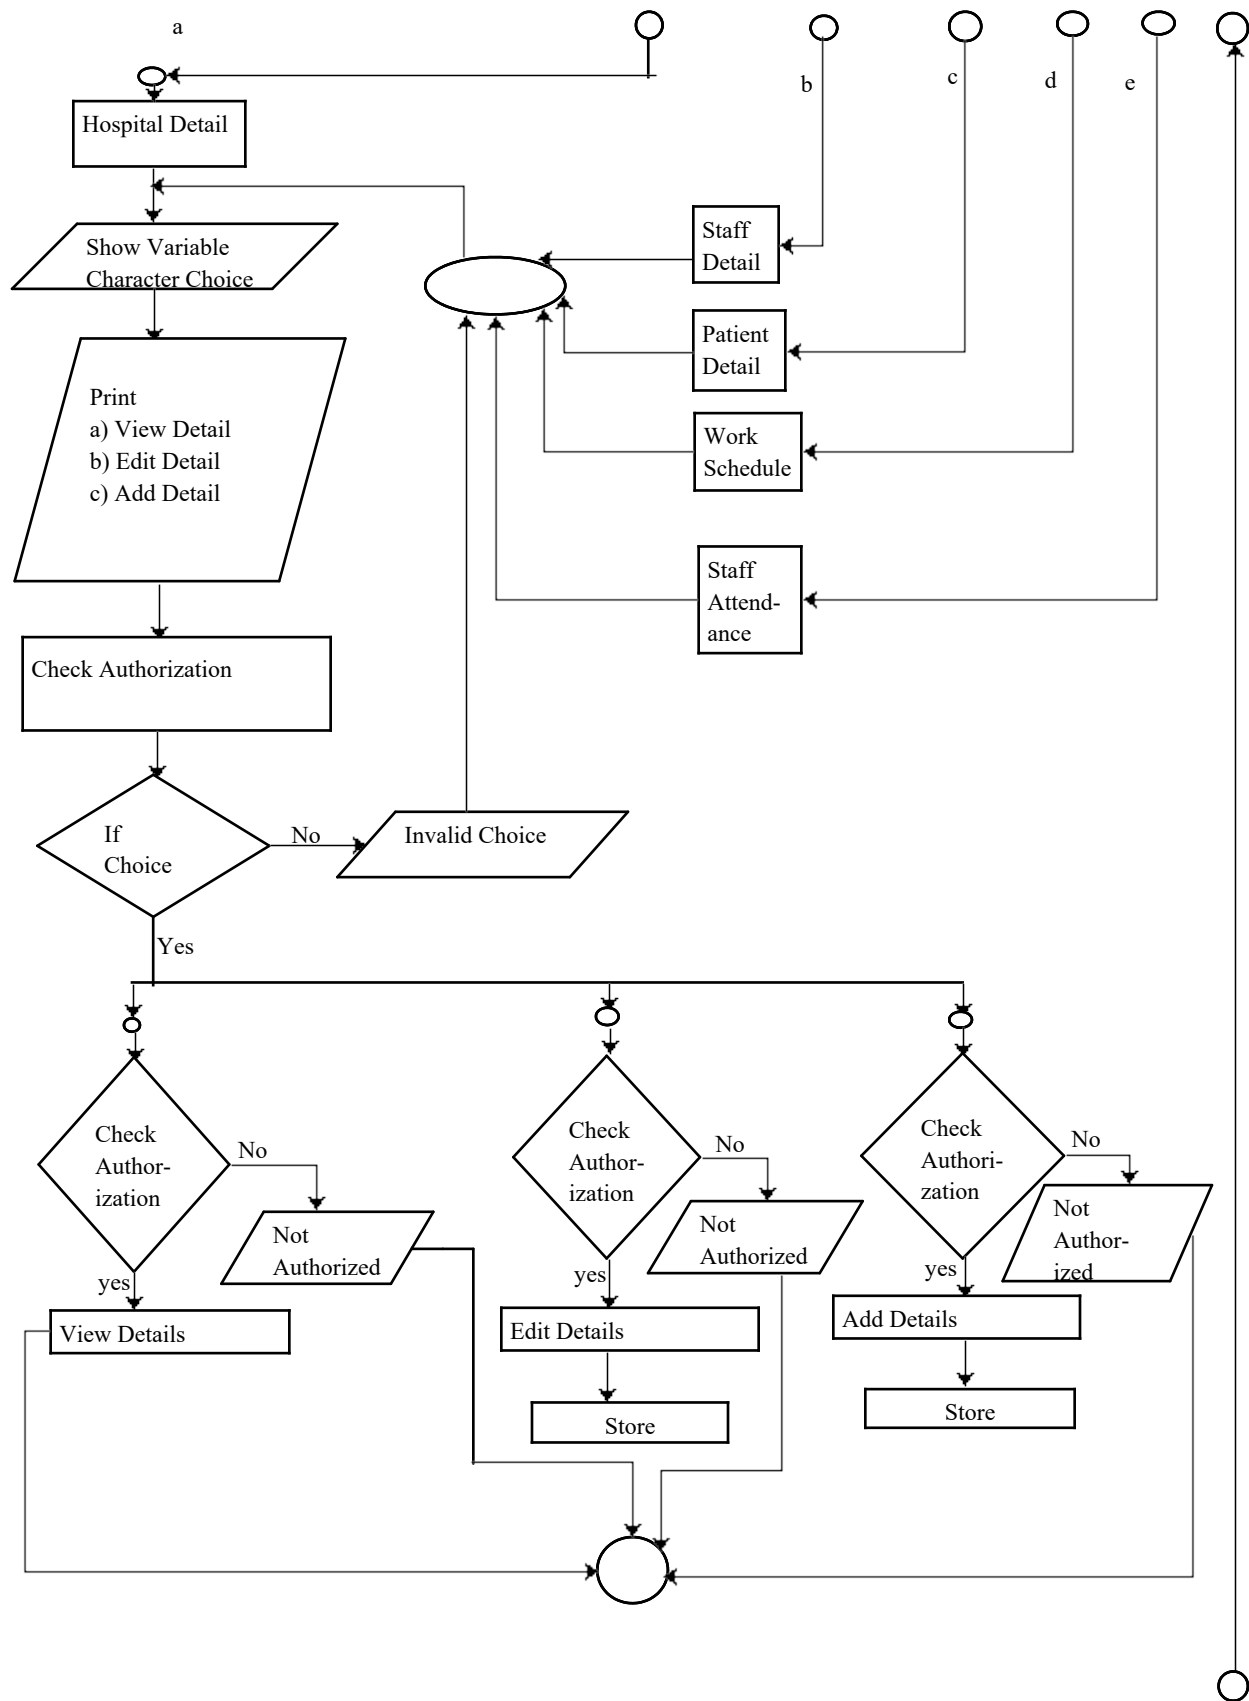 a
b
c
d
e
Hospital Detail
Show Variable
Character Choice
Staff
Detail
Patient
Detail
Print
a) View Detail
b) Edit Detail
c) Add Detail
Work
Schedule
Staff
Attend-
ance
Check Authorization
If
Choice
No
Invalid Choice
Yes
Check
Author-
ization
No
Not
Authorized
yes
View Details
Check
Author-
ization
No
Not
Authorized
yes
Edit Details
Store
Check
Authori-
zation
No
Not
Author-
ized
yes
Add Details
Store